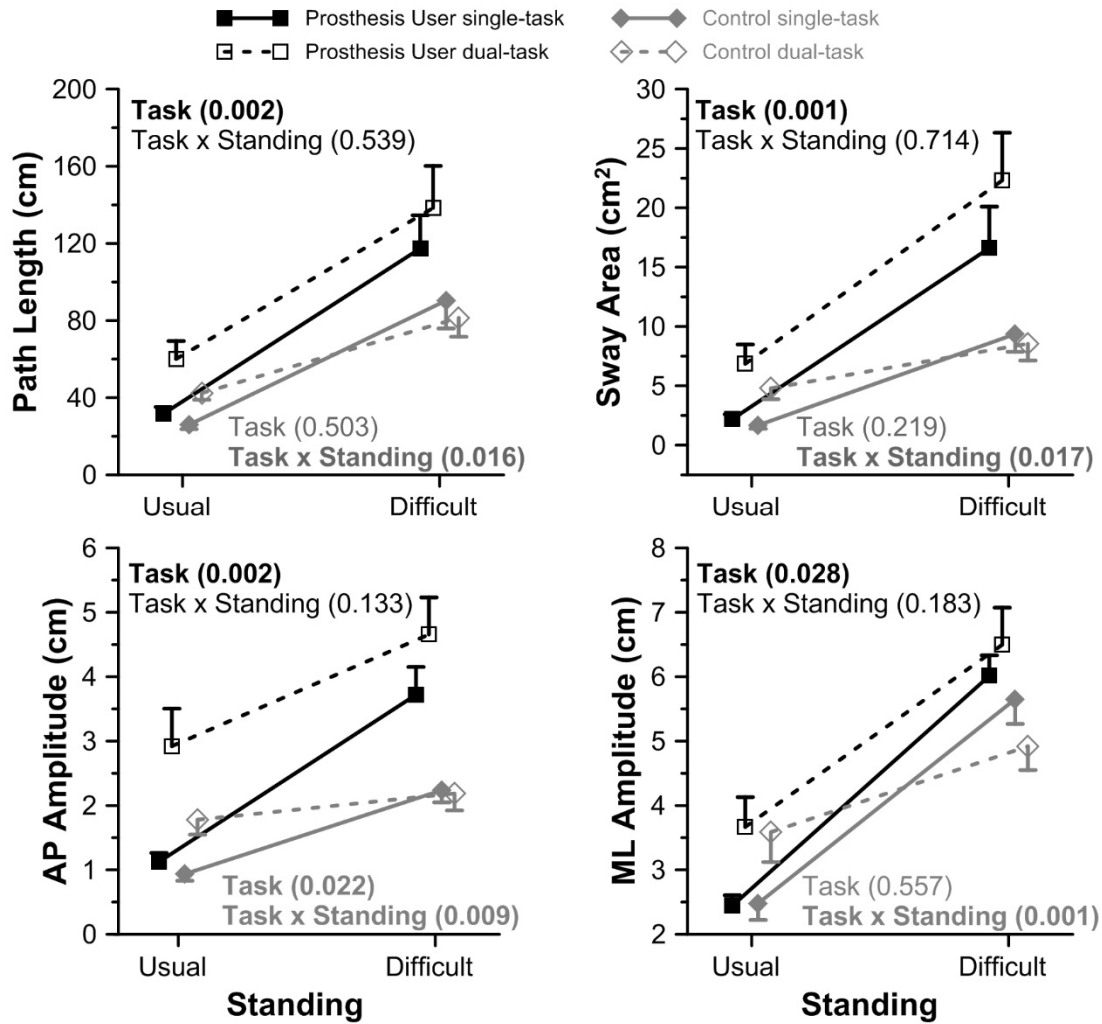 Prosthesis User single-task
Control single-task
Prosthesis User dual-task
Control dual-task
Path Length (cm)
200
160
120
80
40
0
Task (0.002)
Task x Standing (0.539)
Task (0.503)
Task x Standing (0.016)
Usual
Difficult
Sway Area (cm²)
30
25
20
15
10
5
0
Task (0.001)
Task x Standing (0.714)
Task (0.219)
Task x Standing (0.017)
Usual
Difficult
AP Amplitude (cm)
6
5
4
3
2
1
0
Task (0.002)
Task x Standing (0.133)
Task (0.022)
Task x Standing (0.009)
Usual
Difficult
Standing
ML Amplitude (cm)
8
7
6
5
4
3
2
Task (0.028)
Task x Standing (0.183)
Task (0.557)
Task x Standing (0.001)
Usual
Difficult
Standing